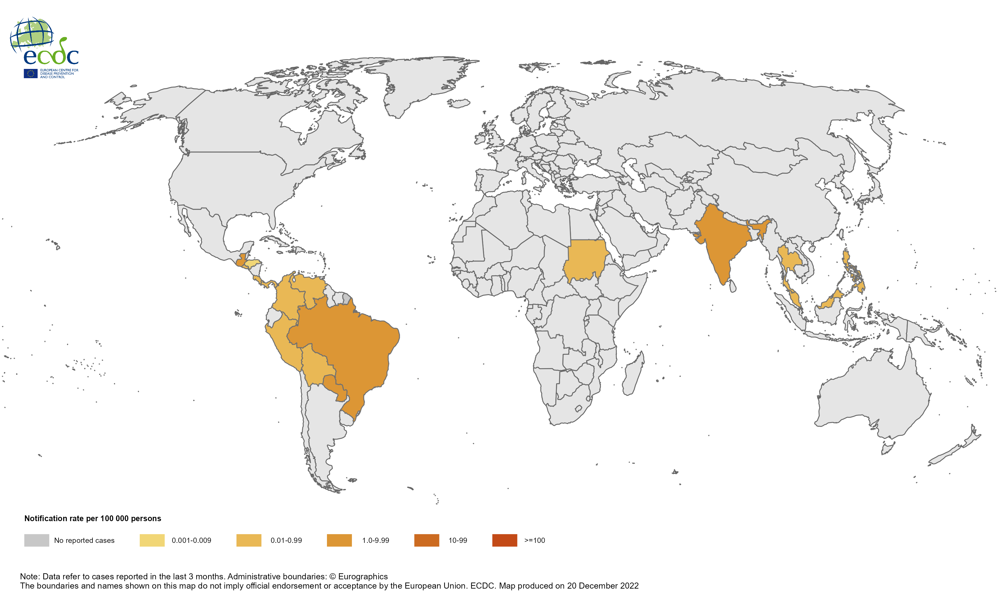 ecdc
EUROPEAN CENTRE FOR
DISEASE PREVENTION
AND CONTROL
Notification rate per 100 000 persons
No reported cases
0.001-0.009
0.01-0.99
1.0-9.99
10-99
>=100
Note: Data refer to cases reported in the last 3 months. Administrative boundaries: © Eurographics
The boundaries and names shown on this map do not imply official endorsement or acceptance by the European Union. ECDC. Map produced on 20 December 2022